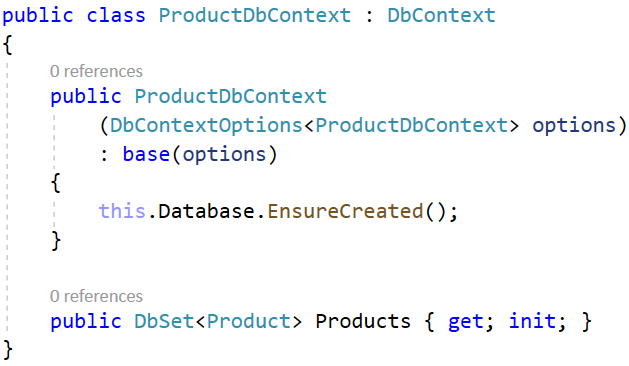 public class ProductDbContext : DbContext
{
0 references
public ProductDbContext
(DbContextOptions<ProductDbContext> options)
: base(options)
{
this.Database.EnsureCreated();
}
0 references
public DbSet<Product> Products { get; init; }
}